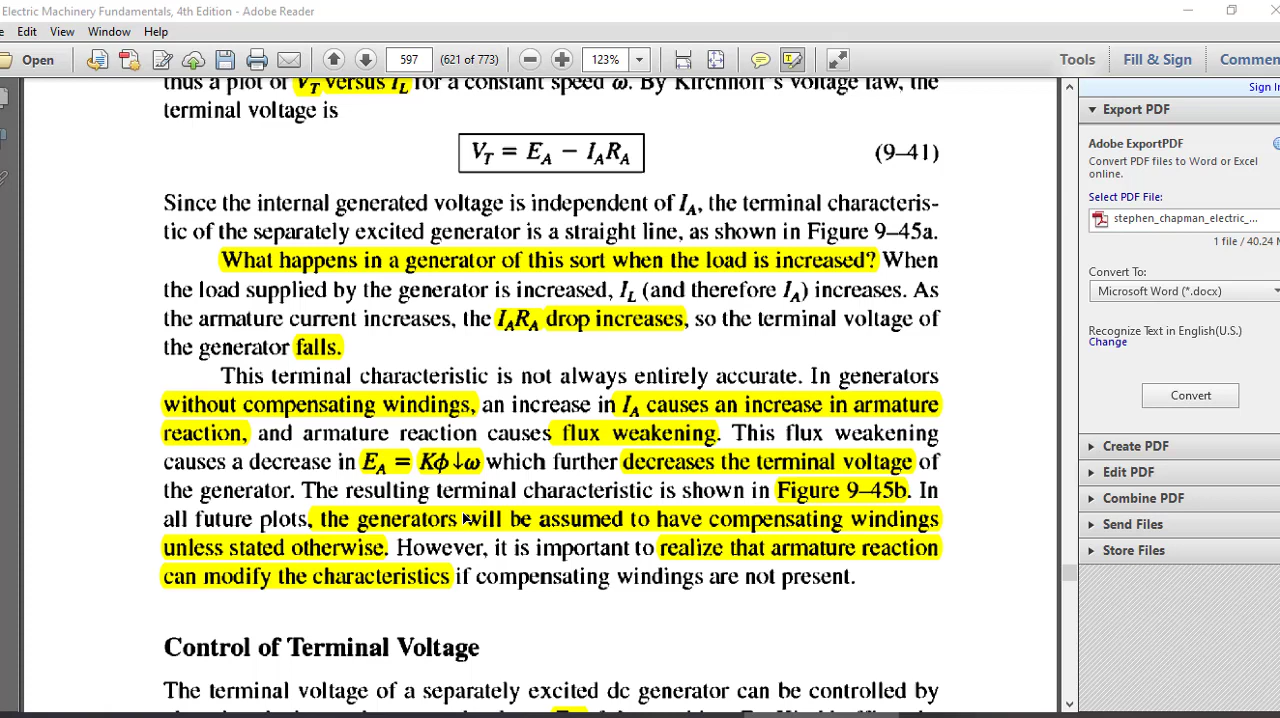 Electric Machinery Fundamentals, 4th Edition - Adobe Reader
Edit View Window Help
Open 597 (621 of 773) 123% Tools Fill & Sign
thus a plot of VT versus IL for a constant speed ω. By Kirchhoff's voltage law, the
terminal voltage is
VT = EA − IARA (9–41)
Since the internal generated voltage is independent of IA, the terminal characteris-
tic of the separately excited generator is a straight line, as shown in Figure 9–45a.
What happens in a generator of this sort when the load is increased? When
the load supplied by the generator is increased, IL (and therefore IA) increases. As
the armature current increases, the IARA drop increases, so the terminal voltage of
the generator falls.
This terminal characteristic is not always entirely accurate. In generators
without compensating windings, an increase in IA causes an increase in armature
reaction, and armature reaction causes flux weakening. This flux weakening
causes a decrease in EA = Kϕ↓ω which further decreases the terminal voltage of
the generator. The resulting terminal characteristic is shown in Figure 9–45b. In
all future plots, the generators will be assumed to have compensating windings
unless stated otherwise. However, it is important to realize that armature reaction
can modify the characteristics if compensating windings are not present.
Control of Terminal Voltage
The terminal voltage of a separately excited dc generator can be controlled by
Sign In
Export PDF
Adobe ExportPDF
Convert PDF files to Word or Excel
online.
Select PDF File:
stephen_chapman_electric_...
1 file / 40.24 M
Convert To:
Microsoft Word (*.docx)
Recognize Text in English(U.S.)
Change
Convert
Create PDF
Edit PDF
Combine PDF
Send Files
Store Files